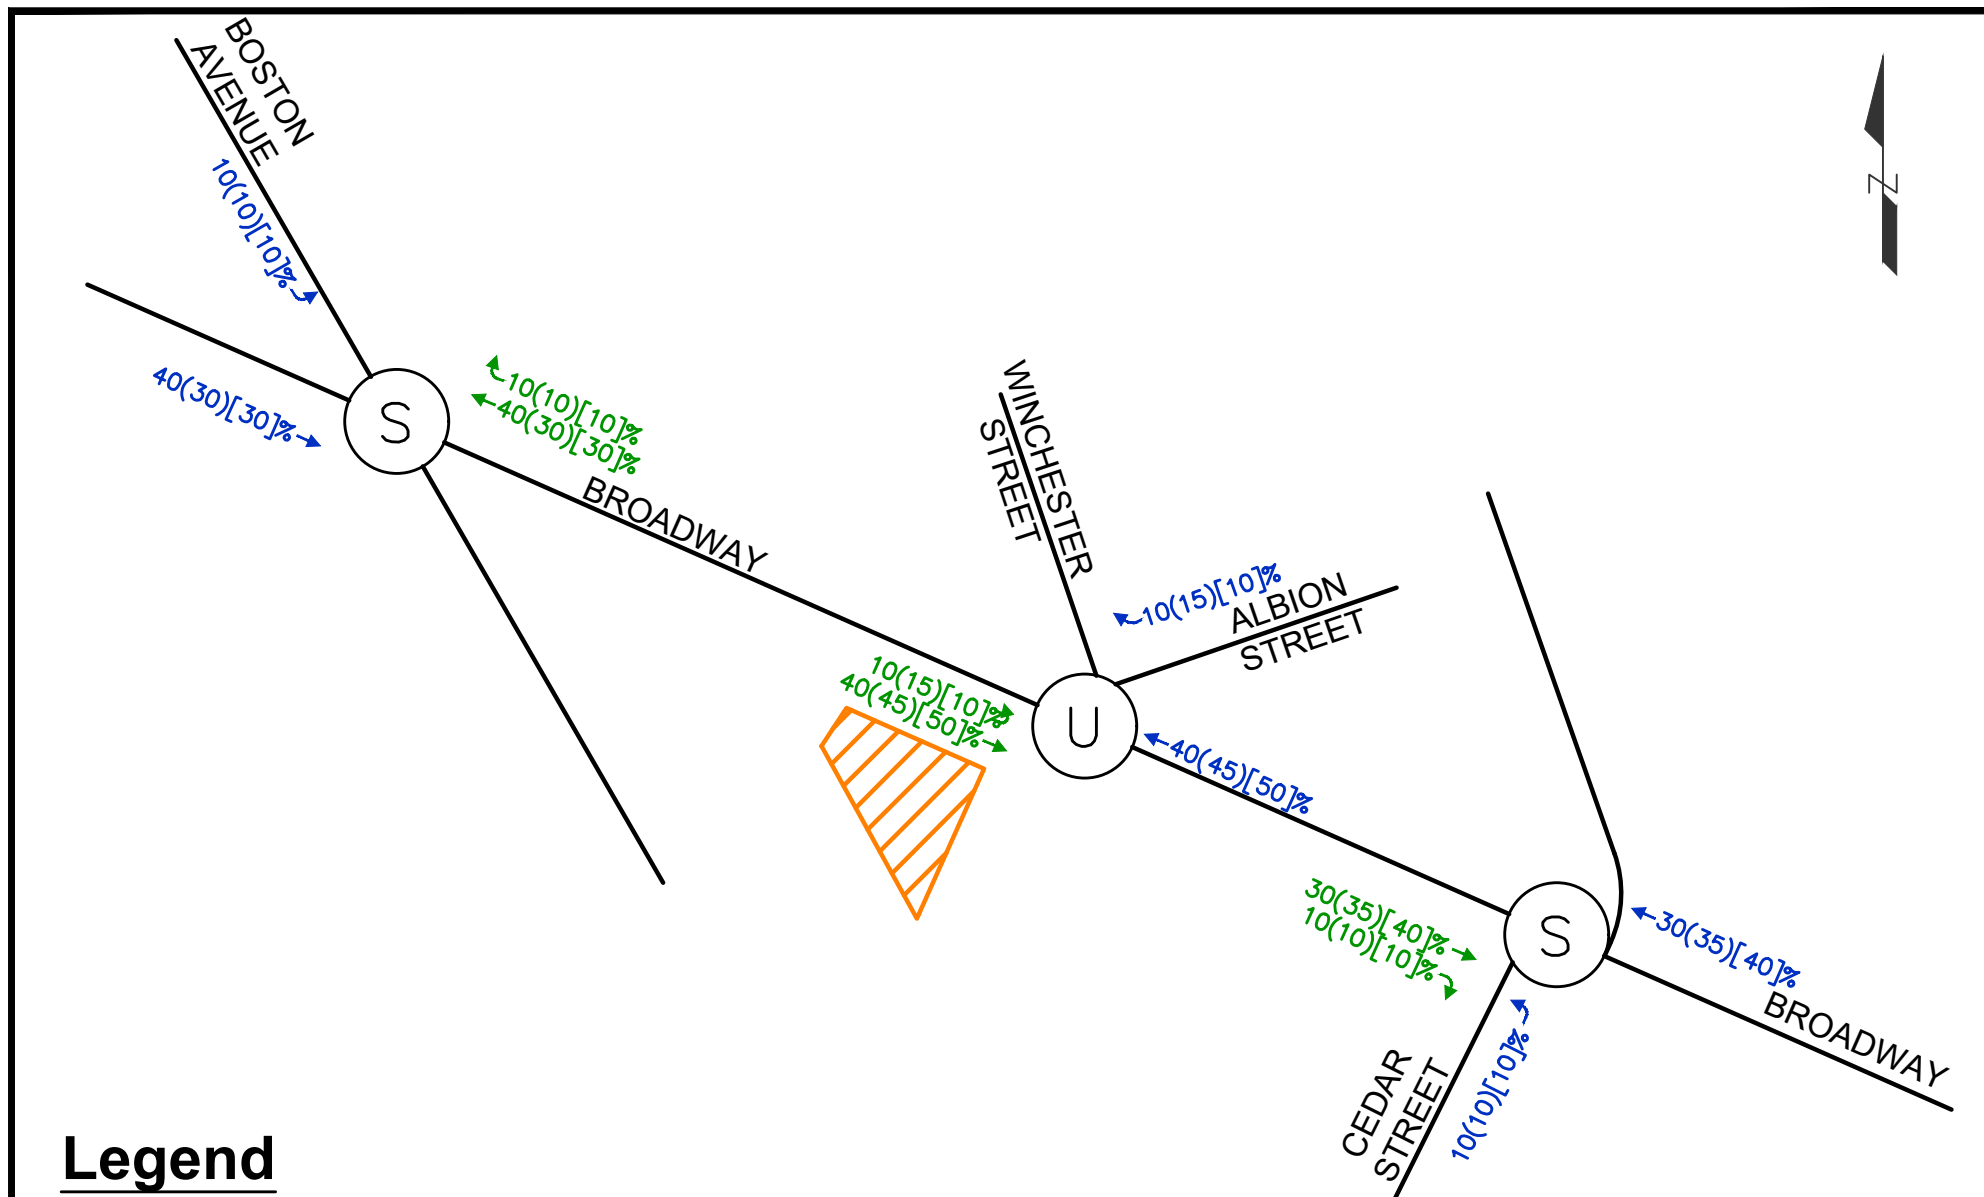 BOSTON
AVENUE
10(10)[10]%
40(30)[30]%
S
10(10)[10]%
40(30)[30]%
BROADWAY
WINCHESTER
STREET
10(15)[10]%
ALBION
STREET
10(15)[10]%
40(45)[50]%
U
40(45)[50]%
30(35)[40]%
10(10)[10]%
S
30(35)[40]%
BROADWAY
CEDAR
STREET
10(10)[10]%
N
Legend